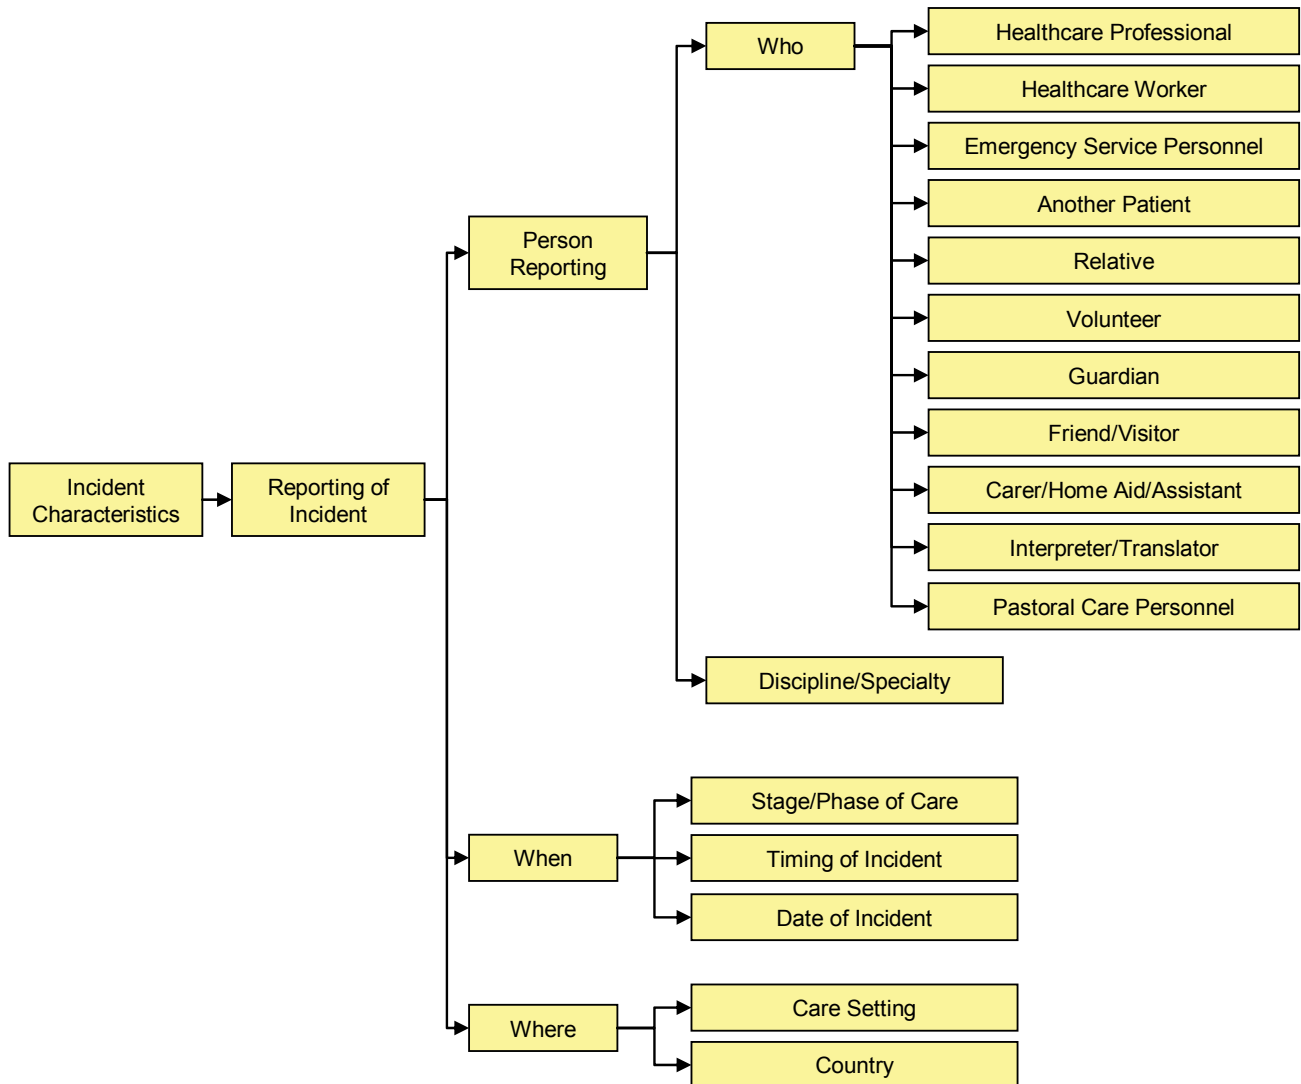 Incident
Characteristics
Reporting of
Incident
Person
Reporting
Who
Healthcare Professional
Healthcare Worker
Emergency Service Personnel
Another Patient
Relative
Volunteer
Guardian
Friend/Visitor
Carer/Home Aid/Assistant
Interpreter/Translator
Pastoral Care Personnel
Discipline/Specialty
When
Stage/Phase of Care
Timing of Incident
Date of Incident
Where
Care Setting
Country